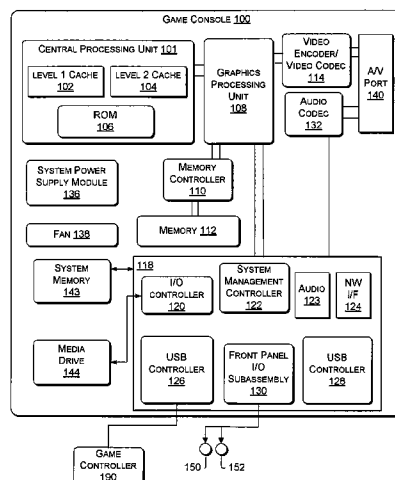 GAME CONSOLE 100
CENTRAL PROCESSING UNIT 101
LEVEL 1 CACHE
102
LEVEL 2 CACHE
104
ROM
106
GRAPHICS
PROCESSING
UNIT
108
VIDEO
ENCODER/
VIDEO CODEC
114
AUDIO
CODEC
132
A/V
PORT
140
SYSTEM POWER
SUPPLY MODULE
136
MEMORY
CONTROLLER
110
FAN 138
MEMORY 112
SYSTEM
MEMORY
143
118
I/O
CONTROLLER
120
SYSTEM
MANAGEMENT
CONTROLLER
122
AUDIO
123
NW
I/F
124
MEDIA
DRIVE
144
USB
CONTROLLER
126
FRONT PANEL
I/O
SUBASSEMBLY
130
USB
CONTROLLER
128
GAME
CONTROLLER
190
150
152